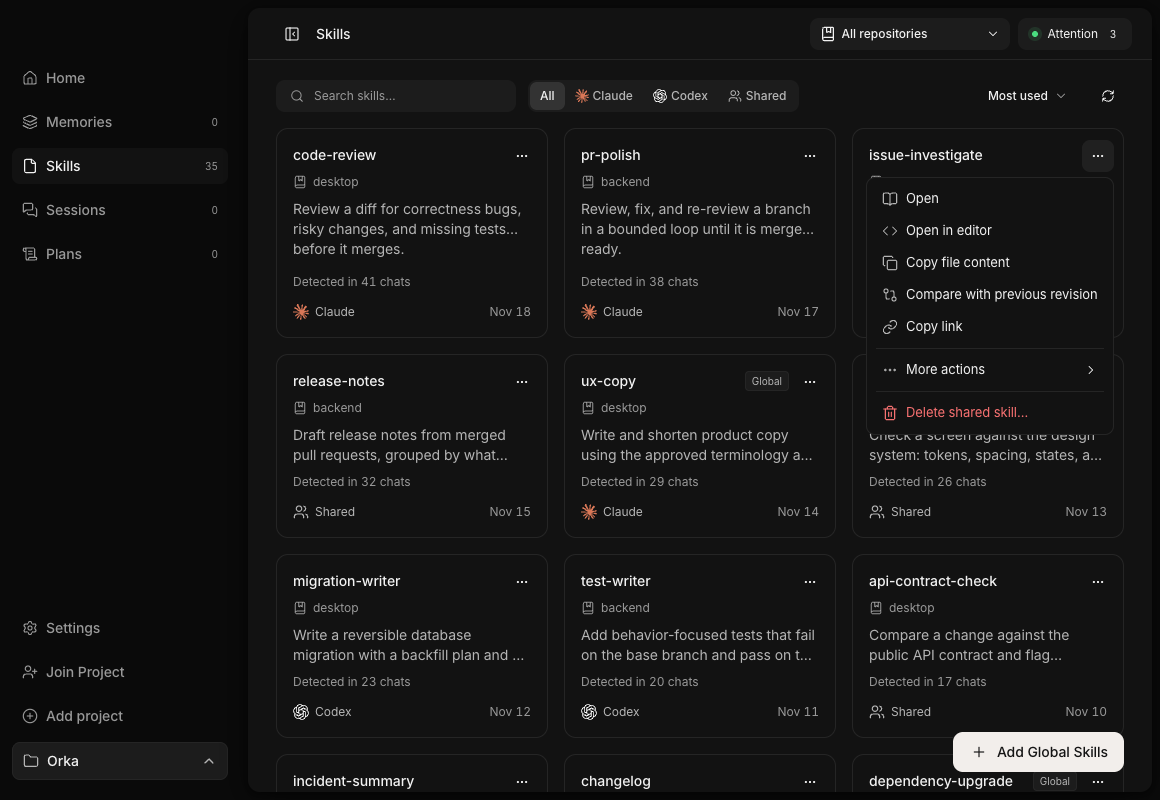 Home
Memories 0
Skills 35
Sessions 0
Plans 0
Settings
Join Project
Add project
Orka
Skills
All repositories
Attention 3
Search skills...
All
Claude
Codex
Shared
Most used
code-review
desktop
Review a diff for correctness bugs,
risky changes, and missing tests...
before it merges.
Detected in 41 chats
Claude Nov 18
pr-polish
backend
Review, fix, and re-review a branch
in a bounded loop until it is merge...
ready.
Detected in 38 chats
Claude Nov 17
issue-investigate
Open
Open in editor
Copy file content
Compare with previous revision
Copy link
More actions
Delete shared skill...
release-notes
backend
Draft release notes from merged
pull requests, grouped by what...
Detected in 32 chats
Shared Nov 15
ux-copy Global
desktop
Write and shorten product copy
using the approved terminology a...
Detected in 29 chats
Claude Nov 14
Check a screen against the design
system: tokens, spacing, states, a...
Detected in 26 chats
Shared Nov 13
migration-writer
desktop
Write a reversible database
migration with a backfill plan and ...
Detected in 23 chats
Codex Nov 12
test-writer
backend
Add behavior-focused tests that fail
on the base branch and pass on t...
Detected in 20 chats
Codex Nov 11
api-contract-check
desktop
Compare a change against the
public API contract and flag...
Detected in 17 chats
Shared Nov 10
Add Global Skills
incident-summary
changelog
dependency-upgrade Global